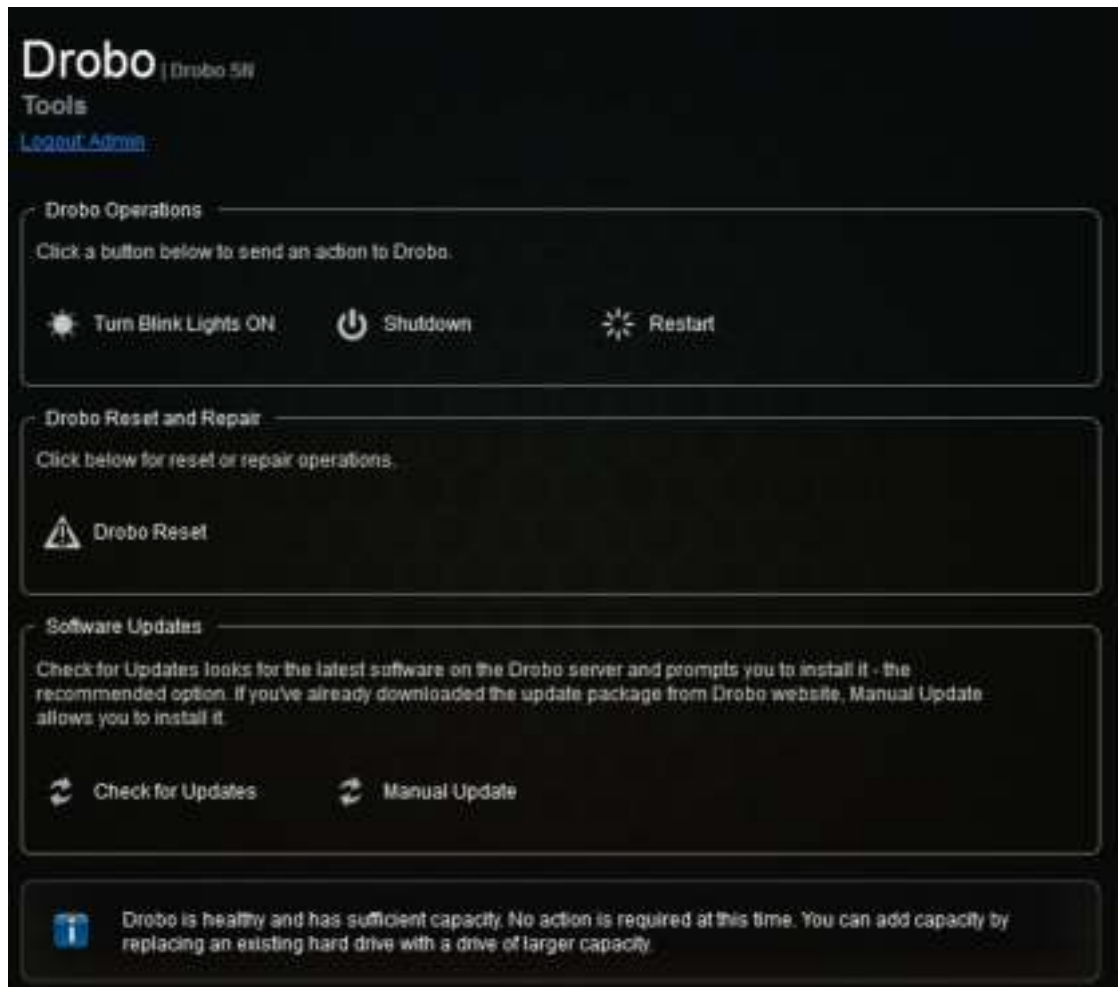 Drobo | Drobo 5N
Tools
Logout: Admin
Drobo Operations
Click a button below to send an action to Drobo.
Turn Blink Lights ON Shutdown Restart
Drobo Reset and Repair
Click below for reset or repair operations.
Drobo Reset
Software Updates
Check for Updates looks for the latest software on the Drobo server and prompts you to install it - the
recommended option. If you've already downloaded the update package from Drobo website, Manual Update
allows you to install it.
Check for Updates Manual Update
Drobo is healthy and has sufficient capacity. No action is required at this time. You can add capacity by
replacing an existing hard drive with a drive of larger capacity.